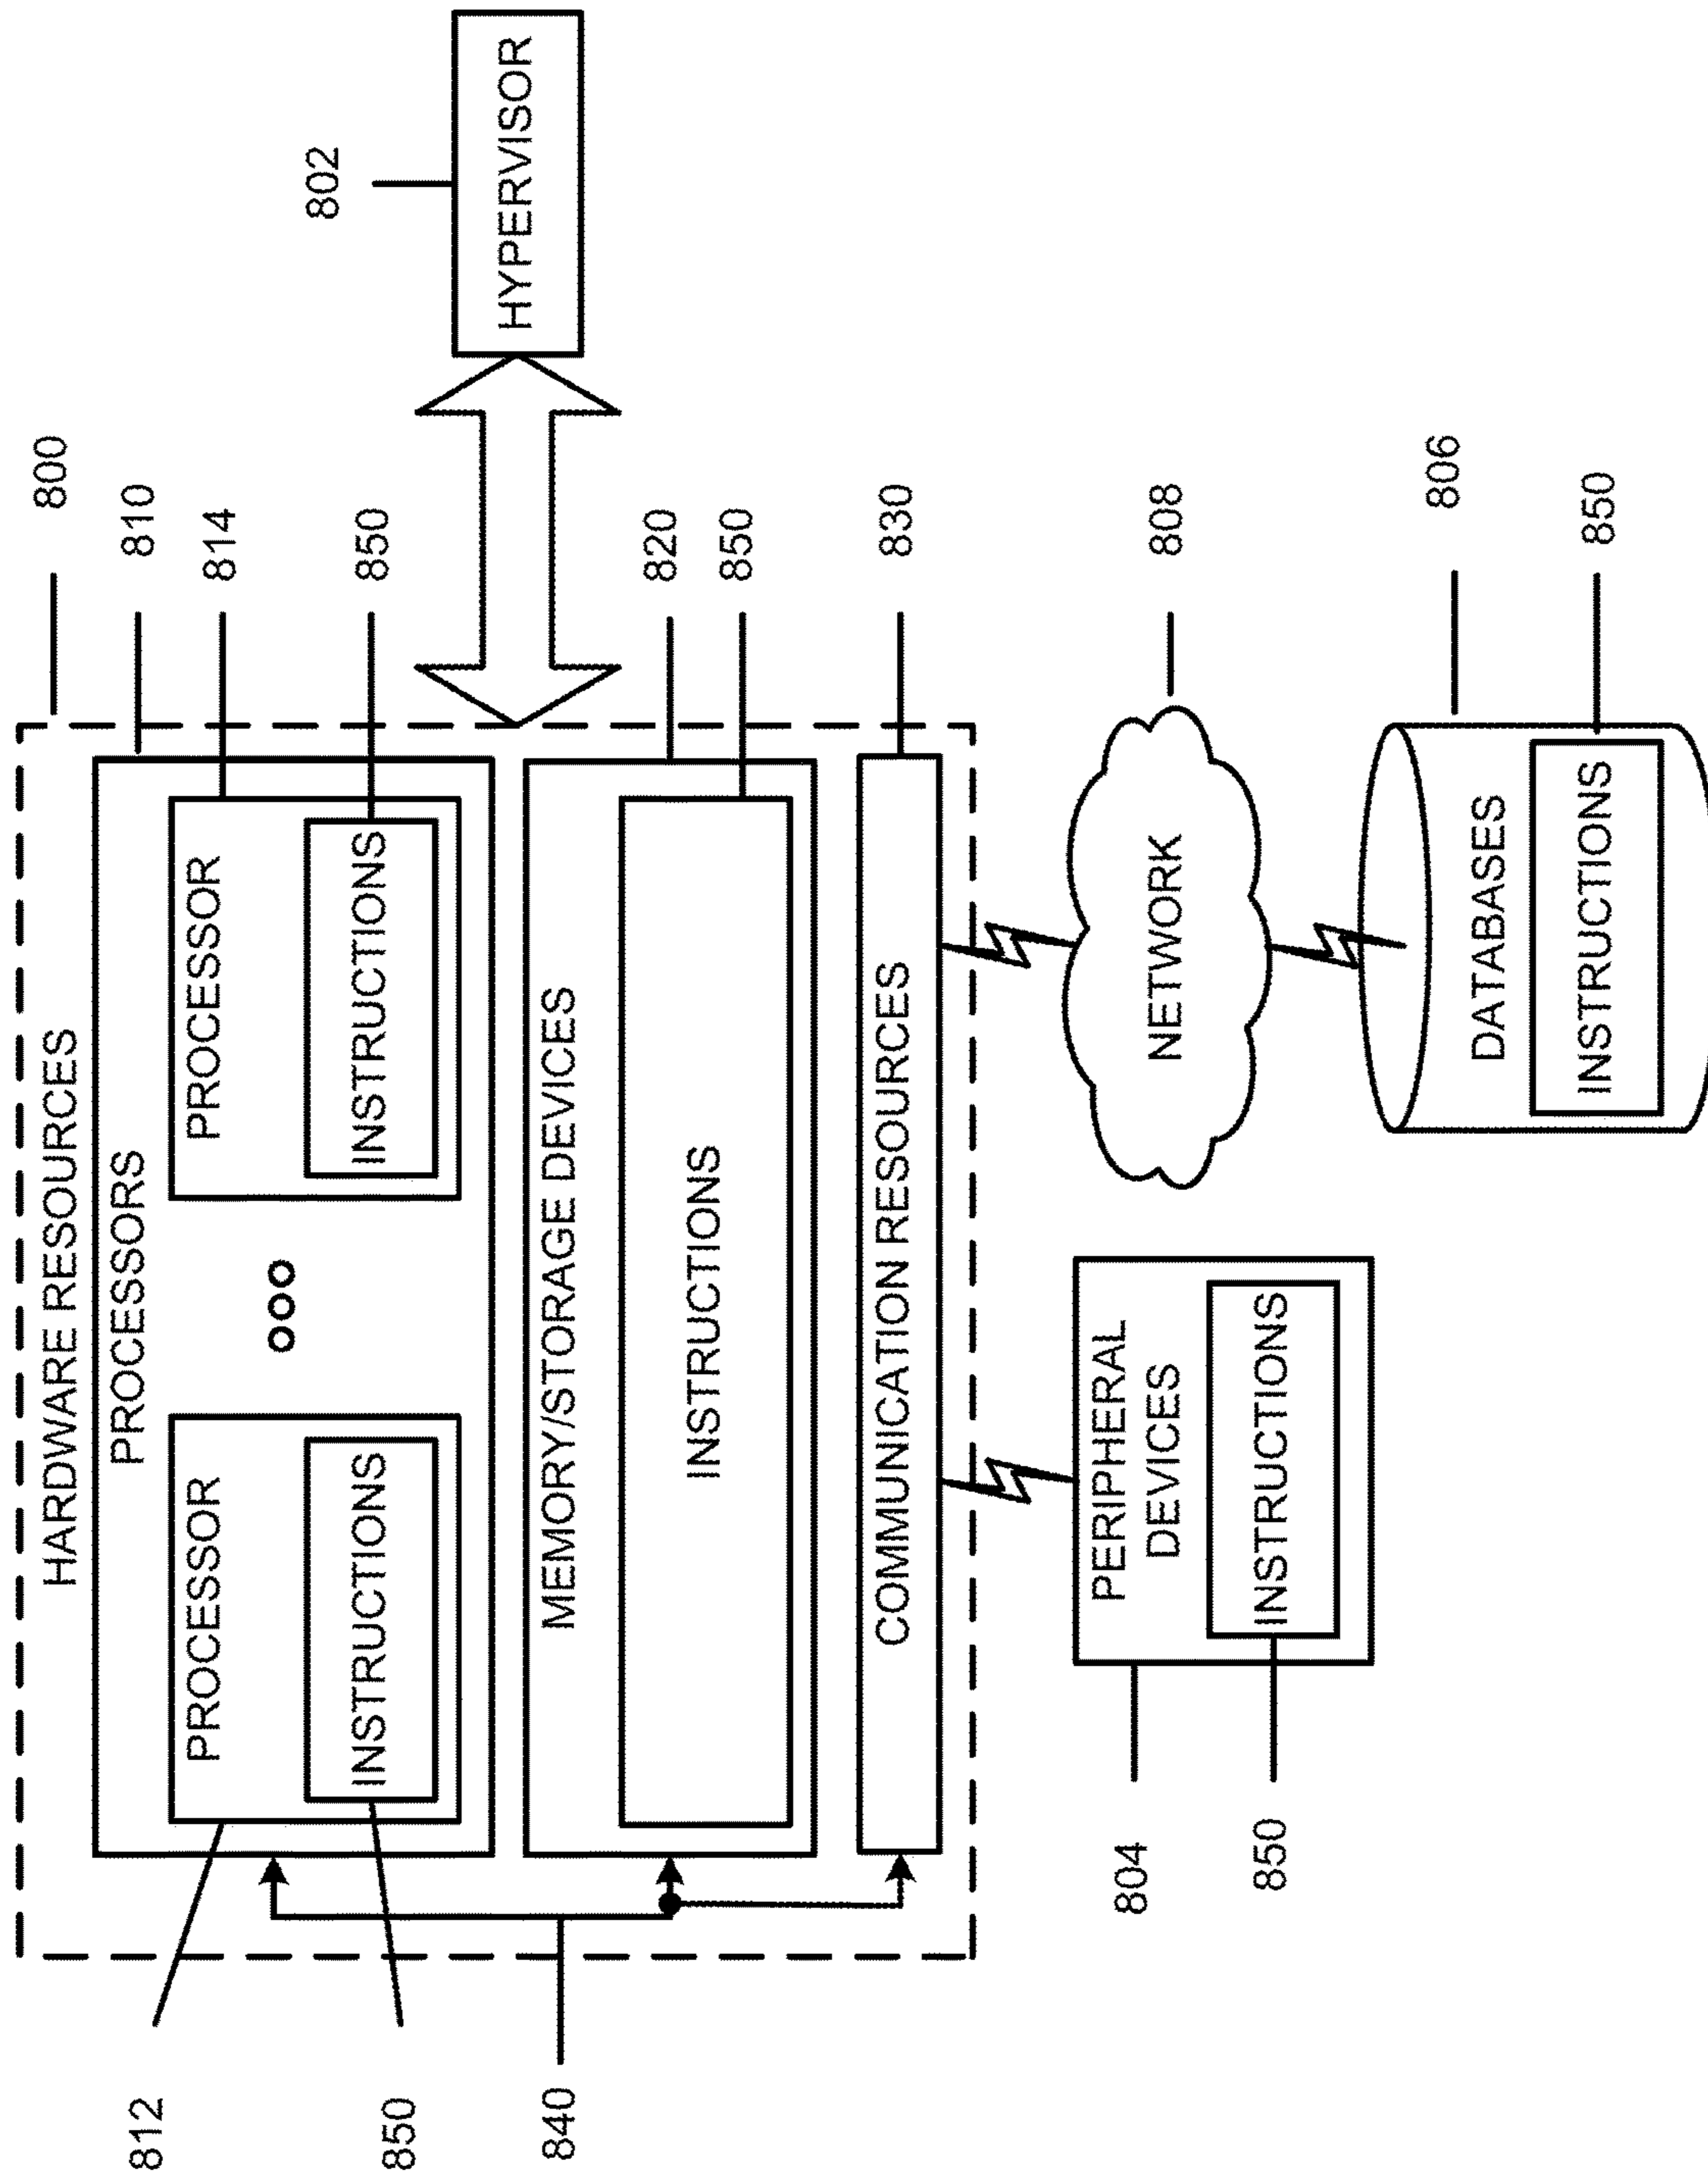 HARDWARE RESOURCES
800
PROCESSORS
810
812
PROCESSOR
PROCESSOR
814
850
INSTRUCTIONS
INSTRUCTIONS
850
802
HYPERVISOR
840
MEMORY/STORAGE DEVICES
820
INSTRUCTIONS
850
COMMUNICATION RESOURCES
830
804
PERIPHERAL
DEVICES
850
INSTRUCTIONS
NETWORK
808
806
DATABASES
INSTRUCTIONS
850